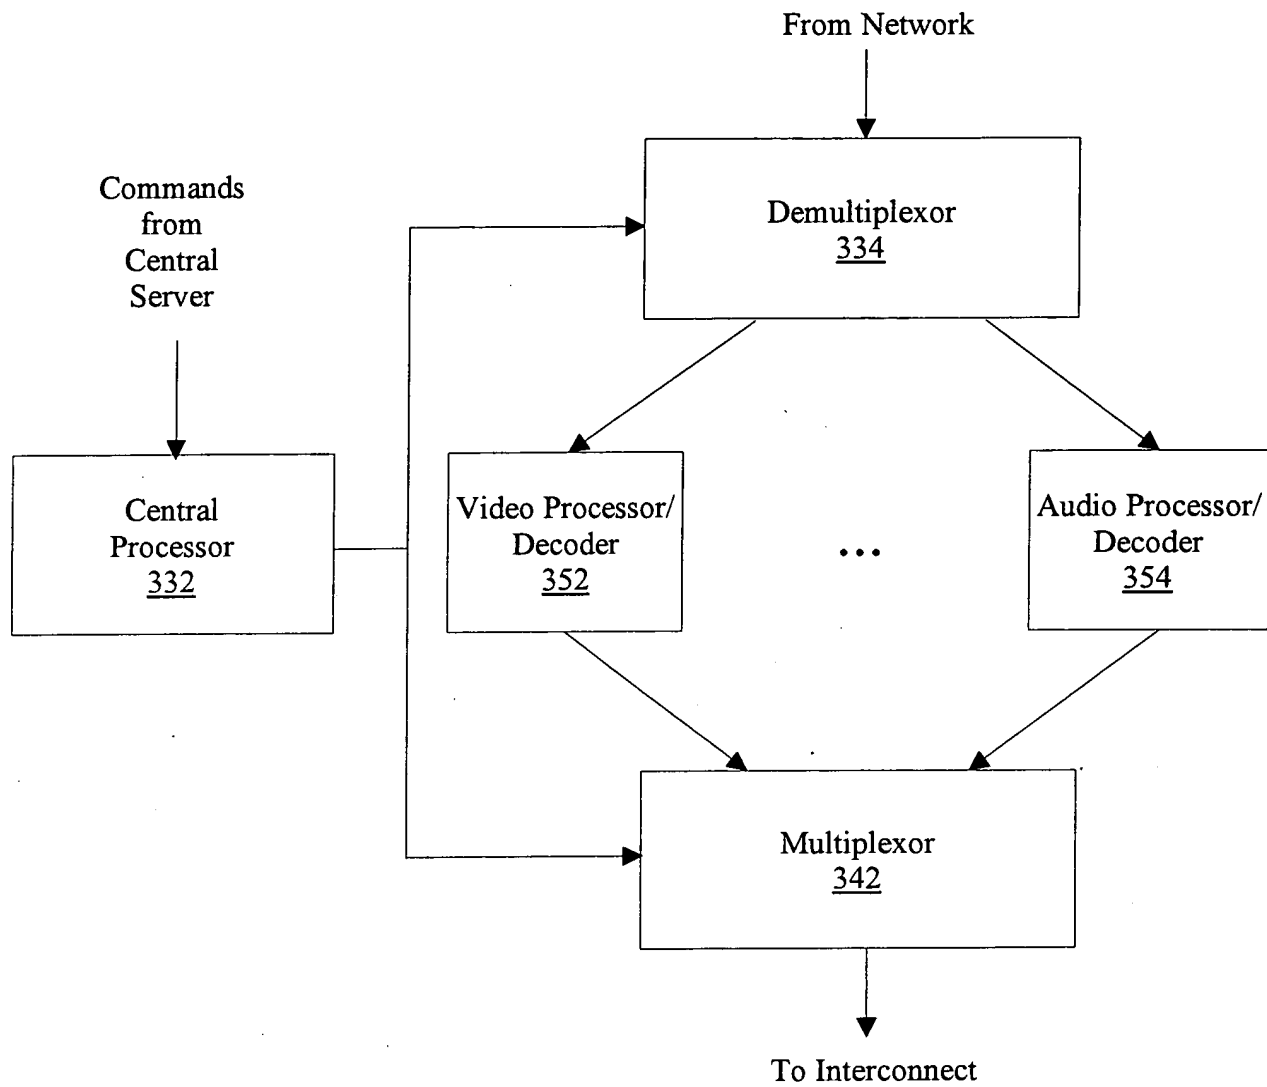 From Network
Demultiplexor
334
Commands
from
Central
Server
Central
Processor
332
Video Processor/
Decoder
352
...
Audio Processor/
Decoder
354
Multiplexor
342
To Interconnect